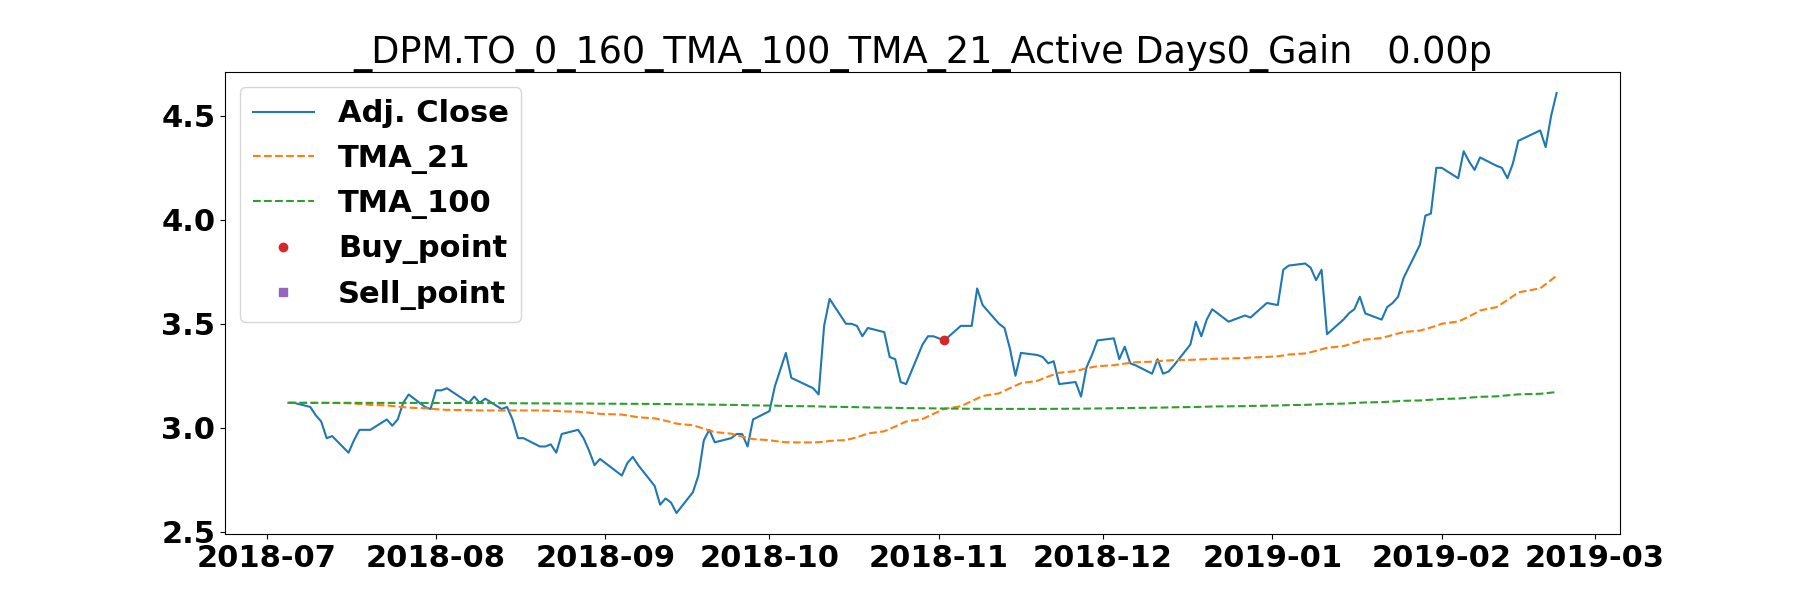 _DPM.TO_0_160_TMA_100_TMA_21_Active Days0_Gain   0.00p
Adj. Close
TMA_21
TMA_100
Buy_point
Sell_point
4.5
4.0
3.5
3.0
2.5
2018-07 2018-08 2018-09 2018-10 2018-11 2018-12 2019-01 2019-02 2019-03